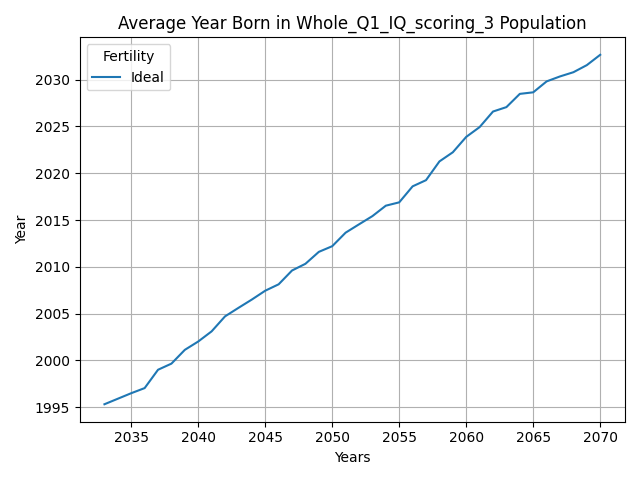 Average Year Born in Whole_Q1_IQ_scoring_3 Population
Fertility
Ideal
2030
2025
2020
2015
2010
2005
2000
1995
Year
2035 2040 2045 2050 2055 2060 2065 2070
Years